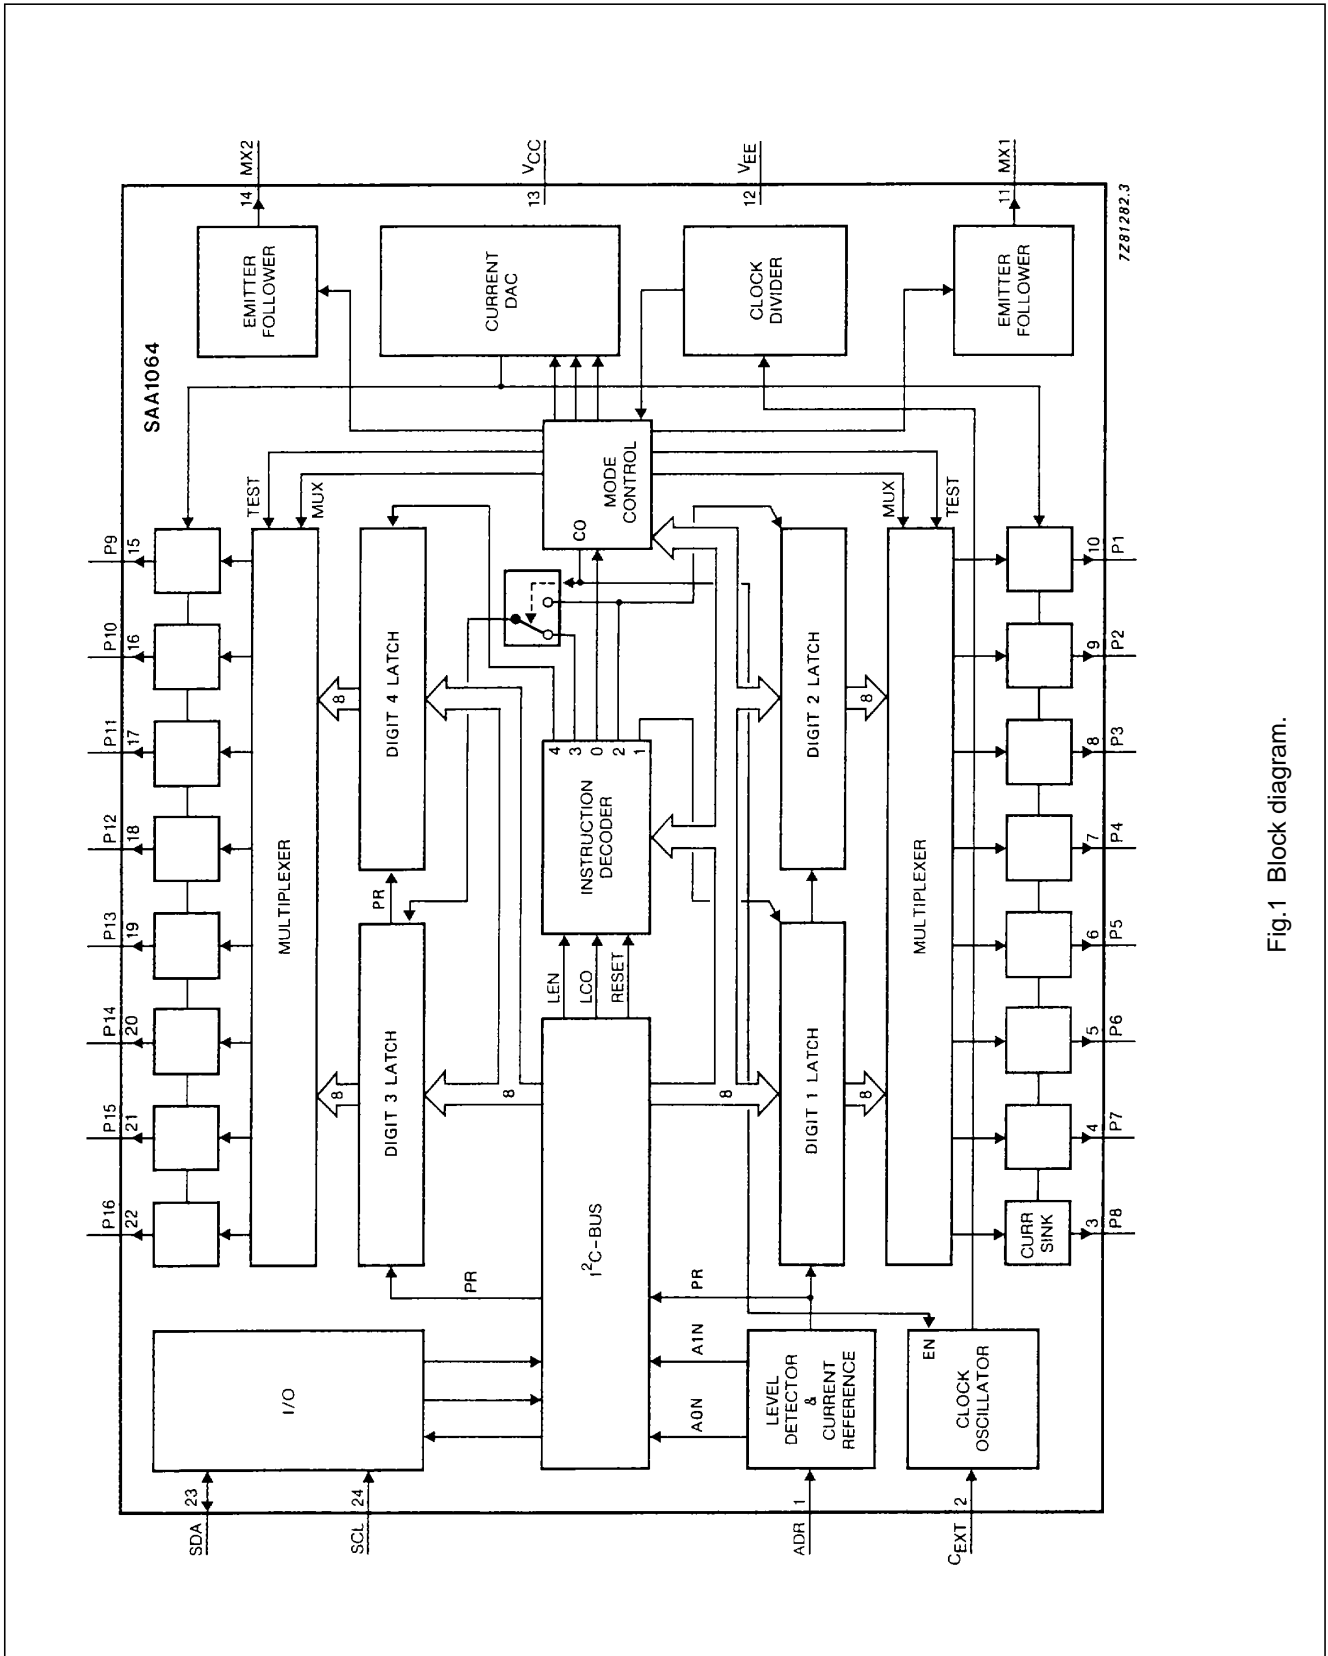 P16 P15 P14 P13 P12 P11 P10 P9
22 21 20 19 18 17 16 15
SAA1064
SDA 23
SCL 24
I/O
MULTIPLEXER
TEST
MUX
EMITTER
FOLLOWER
14 MX2
8 8
DIGIT 3 LATCH
PR
DIGIT 4 LATCH
PR
CURRENT
DAC
13 VCC
8
I²C-BUS
LEN
LCO
RESET
INSTRUCTION
DECODER
4
3
0
2
1
CO
MODE
CONTROL
A0N
A1N
PR
8
CLOCK
DIVIDER
12 VEE
ADR 1
LEVEL
DETECTOR
&
CURRENT
REFERENCE
DIGIT 1 LATCH
DIGIT 2 LATCH
8 8
MUX
TEST
MULTIPLEXER
CEXT 2
EN
CLOCK
OSCILLATOR
EMITTER
FOLLOWER
11 MX1
CURR
SINK
3 4 5 6 7 8 9 10
P8 P7 P6 P5 P4 P3 P2 P1
7Z81282.3
Fig.1 Block diagram.